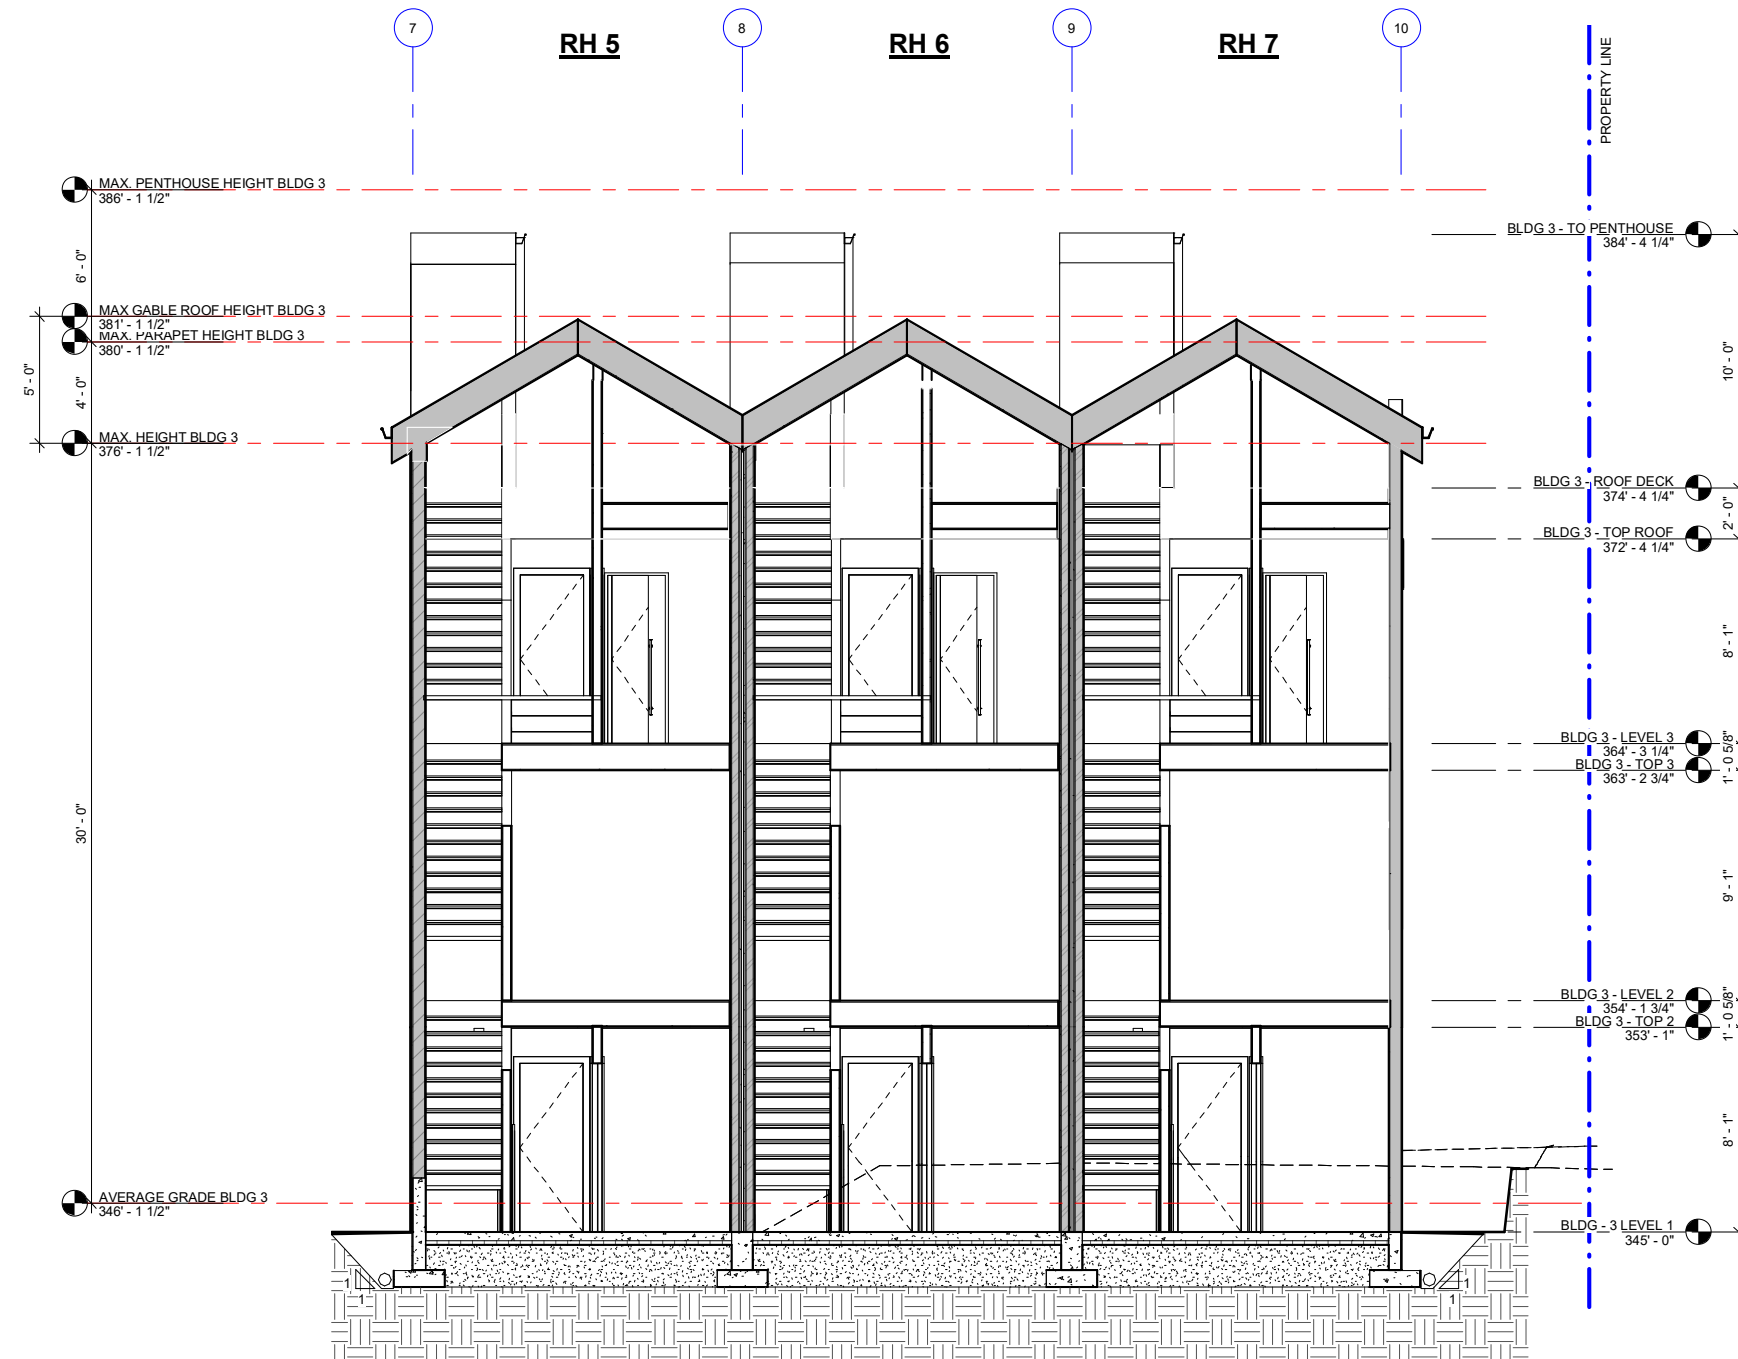 7
8
9
10
RH 5
RH 6
RH 7
PROPERTY LINE
MAX. PENTHOUSE HEIGHT BLDG 3
386' - 1 1/2"
6' - 0"
MAX GABLE ROOF HEIGHT BLDG 3
381' - 1 1/2"
MAX. PARAPET HEIGHT BLDG 3
380' - 1 1/2"
5' - 0"
4' - 0"
MAX. HEIGHT BLDG 3
376' - 1 1/2"
30' - 0"
AVERAGE GRADE BLDG 3
346' - 1 1/2"
BLDG 3 - TO PENTHOUSE
384' - 4 1/4"
10' - 0"
BLDG 3 - ROOF DECK
374' - 4 1/4"
2' - 0"
BLDG 3 - TOP ROOF
372' - 4 1/4"
8' - 1"
BLDG 3 - LEVEL 3
364' - 3 1/4"
1' - 0 5/8"
BLDG 3 - TOP 3
363' - 2 3/4"
9' - 1"
BLDG 3 - LEVEL 2
354' - 1 3/4"
1' - 0 5/8"
BLDG 3 - TOP 2
353' - 1"
8' - 1"
BLDG - 3 LEVEL 1
345' - 0"
1
1
1
1